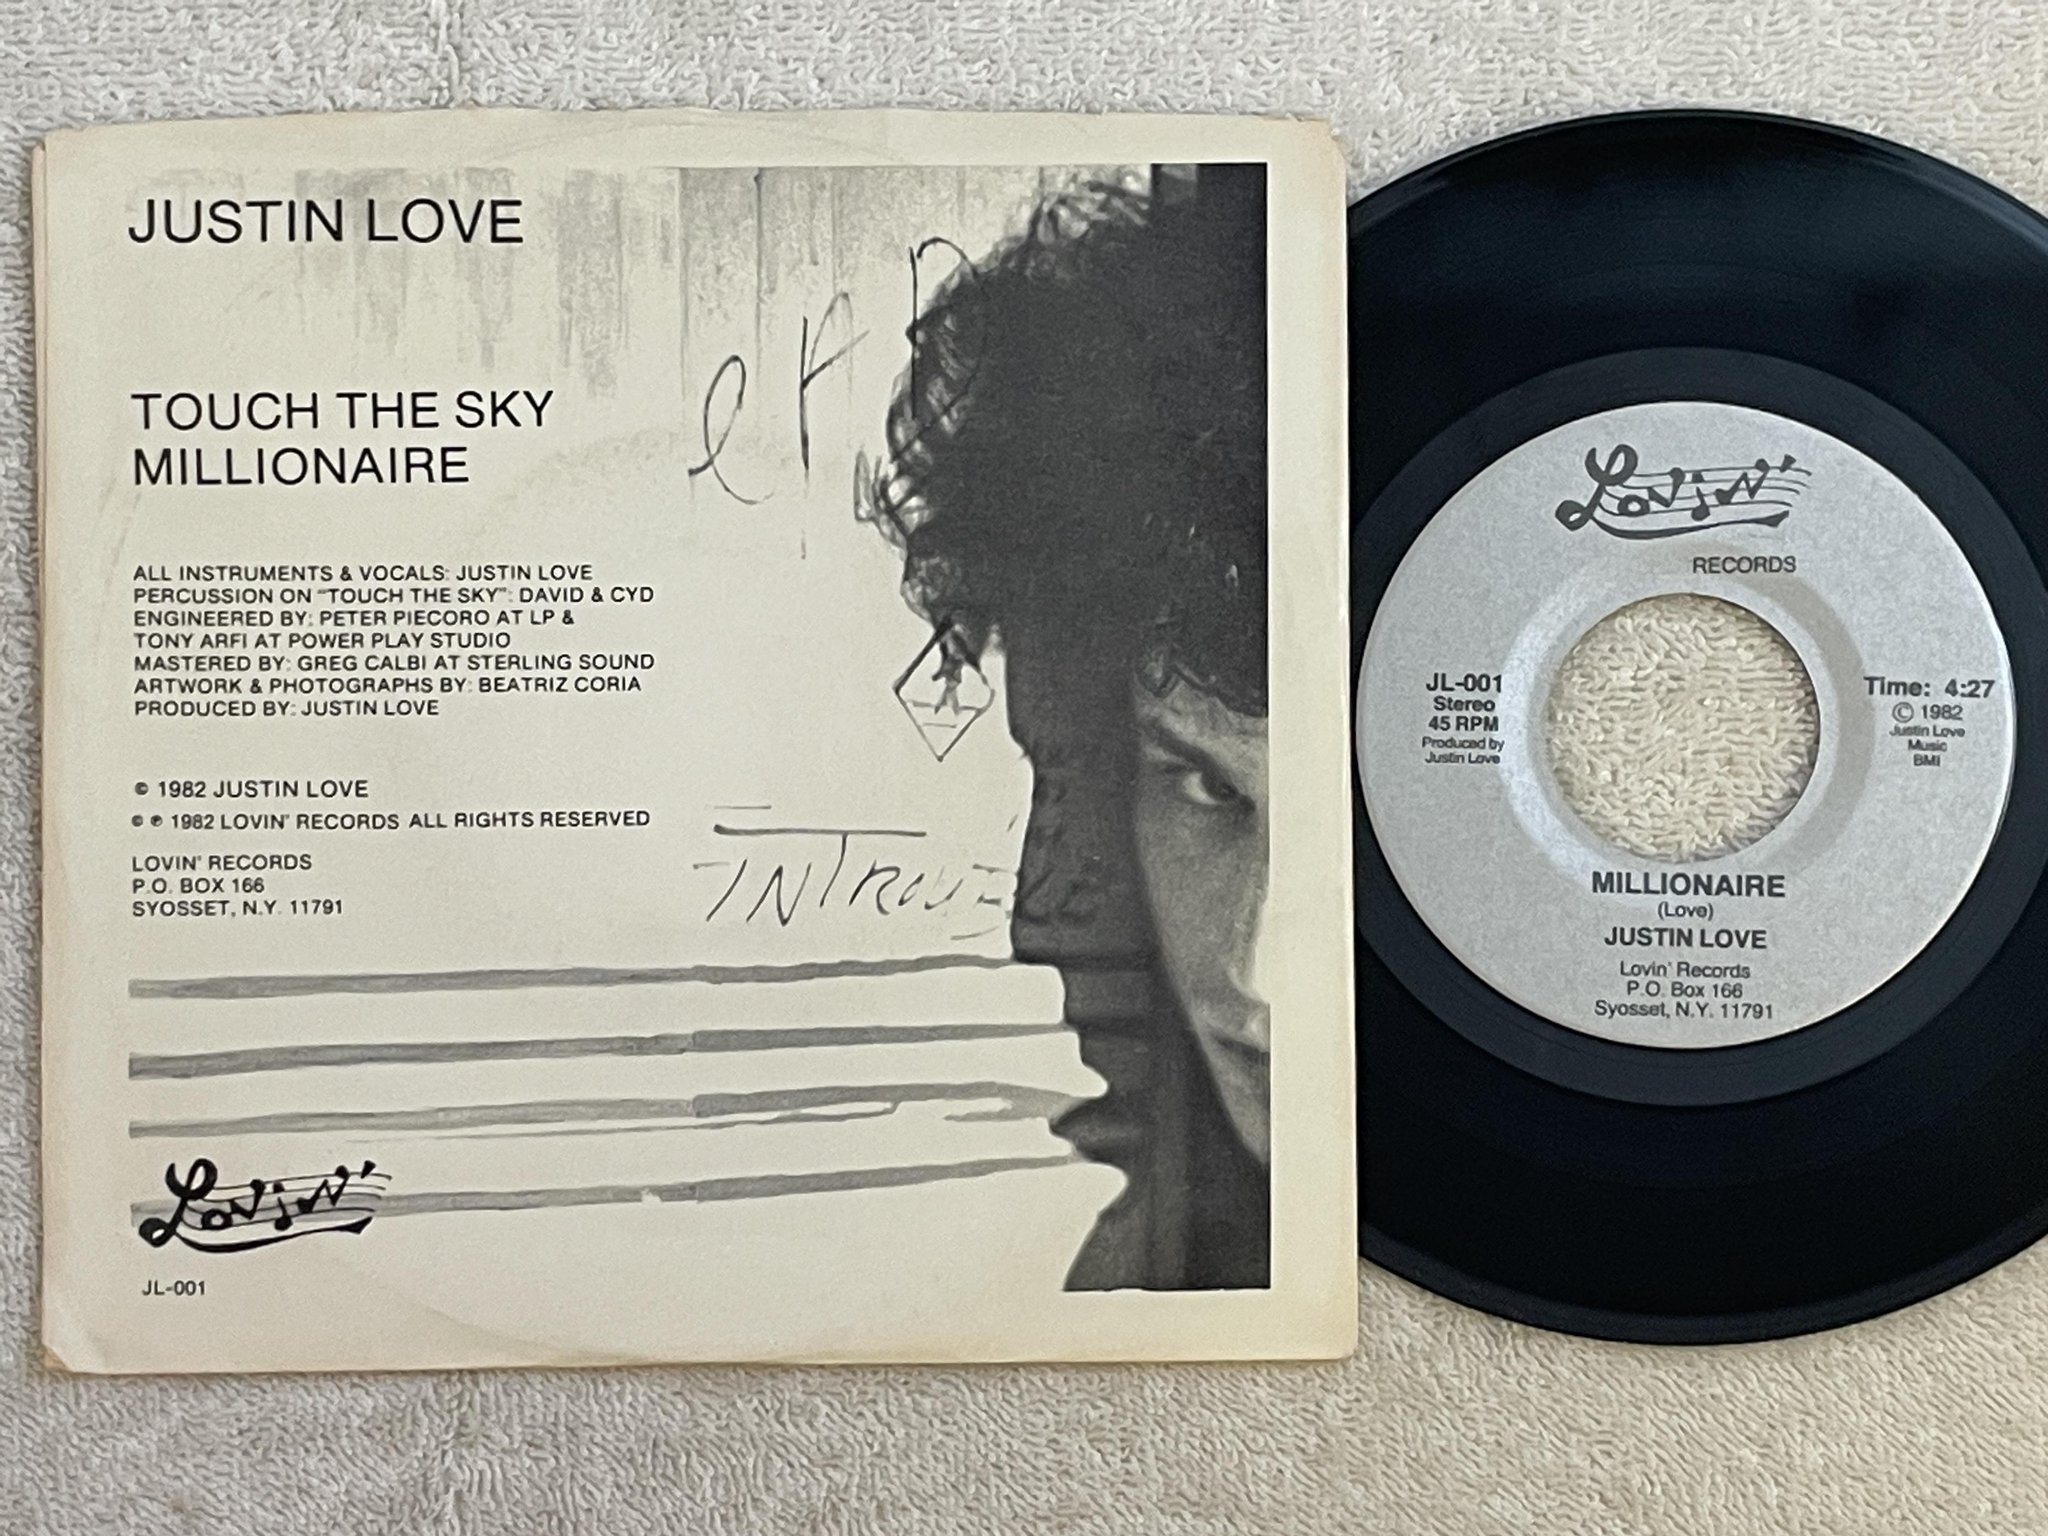 JUSTIN LOVE
TOUCH THE SKY
MILLIONAIRE
ALL INSTRUMENTS & VOCALS: JUSTIN LOVE
PERCUSSION ON "TOUCH THE SKY": DAVID & CYD
ENGINEERED BY: PETER PIECORO AT LP &
TONY ARFI AT POWER PLAY STUDIO
MASTERED BY: GREG CALBI AT STERLING SOUND
ARTWORK & PHOTOGRAPHS BY: BEATRIZ CORIA
PRODUCED BY: JUSTIN LOVE
© 1982 JUSTIN LOVE
© ℗ 1982 LOVIN' RECORDS ALL RIGHTS RESERVED
LOVIN' RECORDS
P.O. BOX 166
SYOSSET, N.Y. 11791
Lovin'
JL-001
Lovin'
RECORDS
JL-001
Stereo
45 RPM
Produced by
Justin Love
Time: 4:27
© 1982
Justin Love
Music
BMI
MILLIONAIRE
(Love)
JUSTIN LOVE
Lovin' Records
P.O. Box 166
Syosset, N.Y. 11791